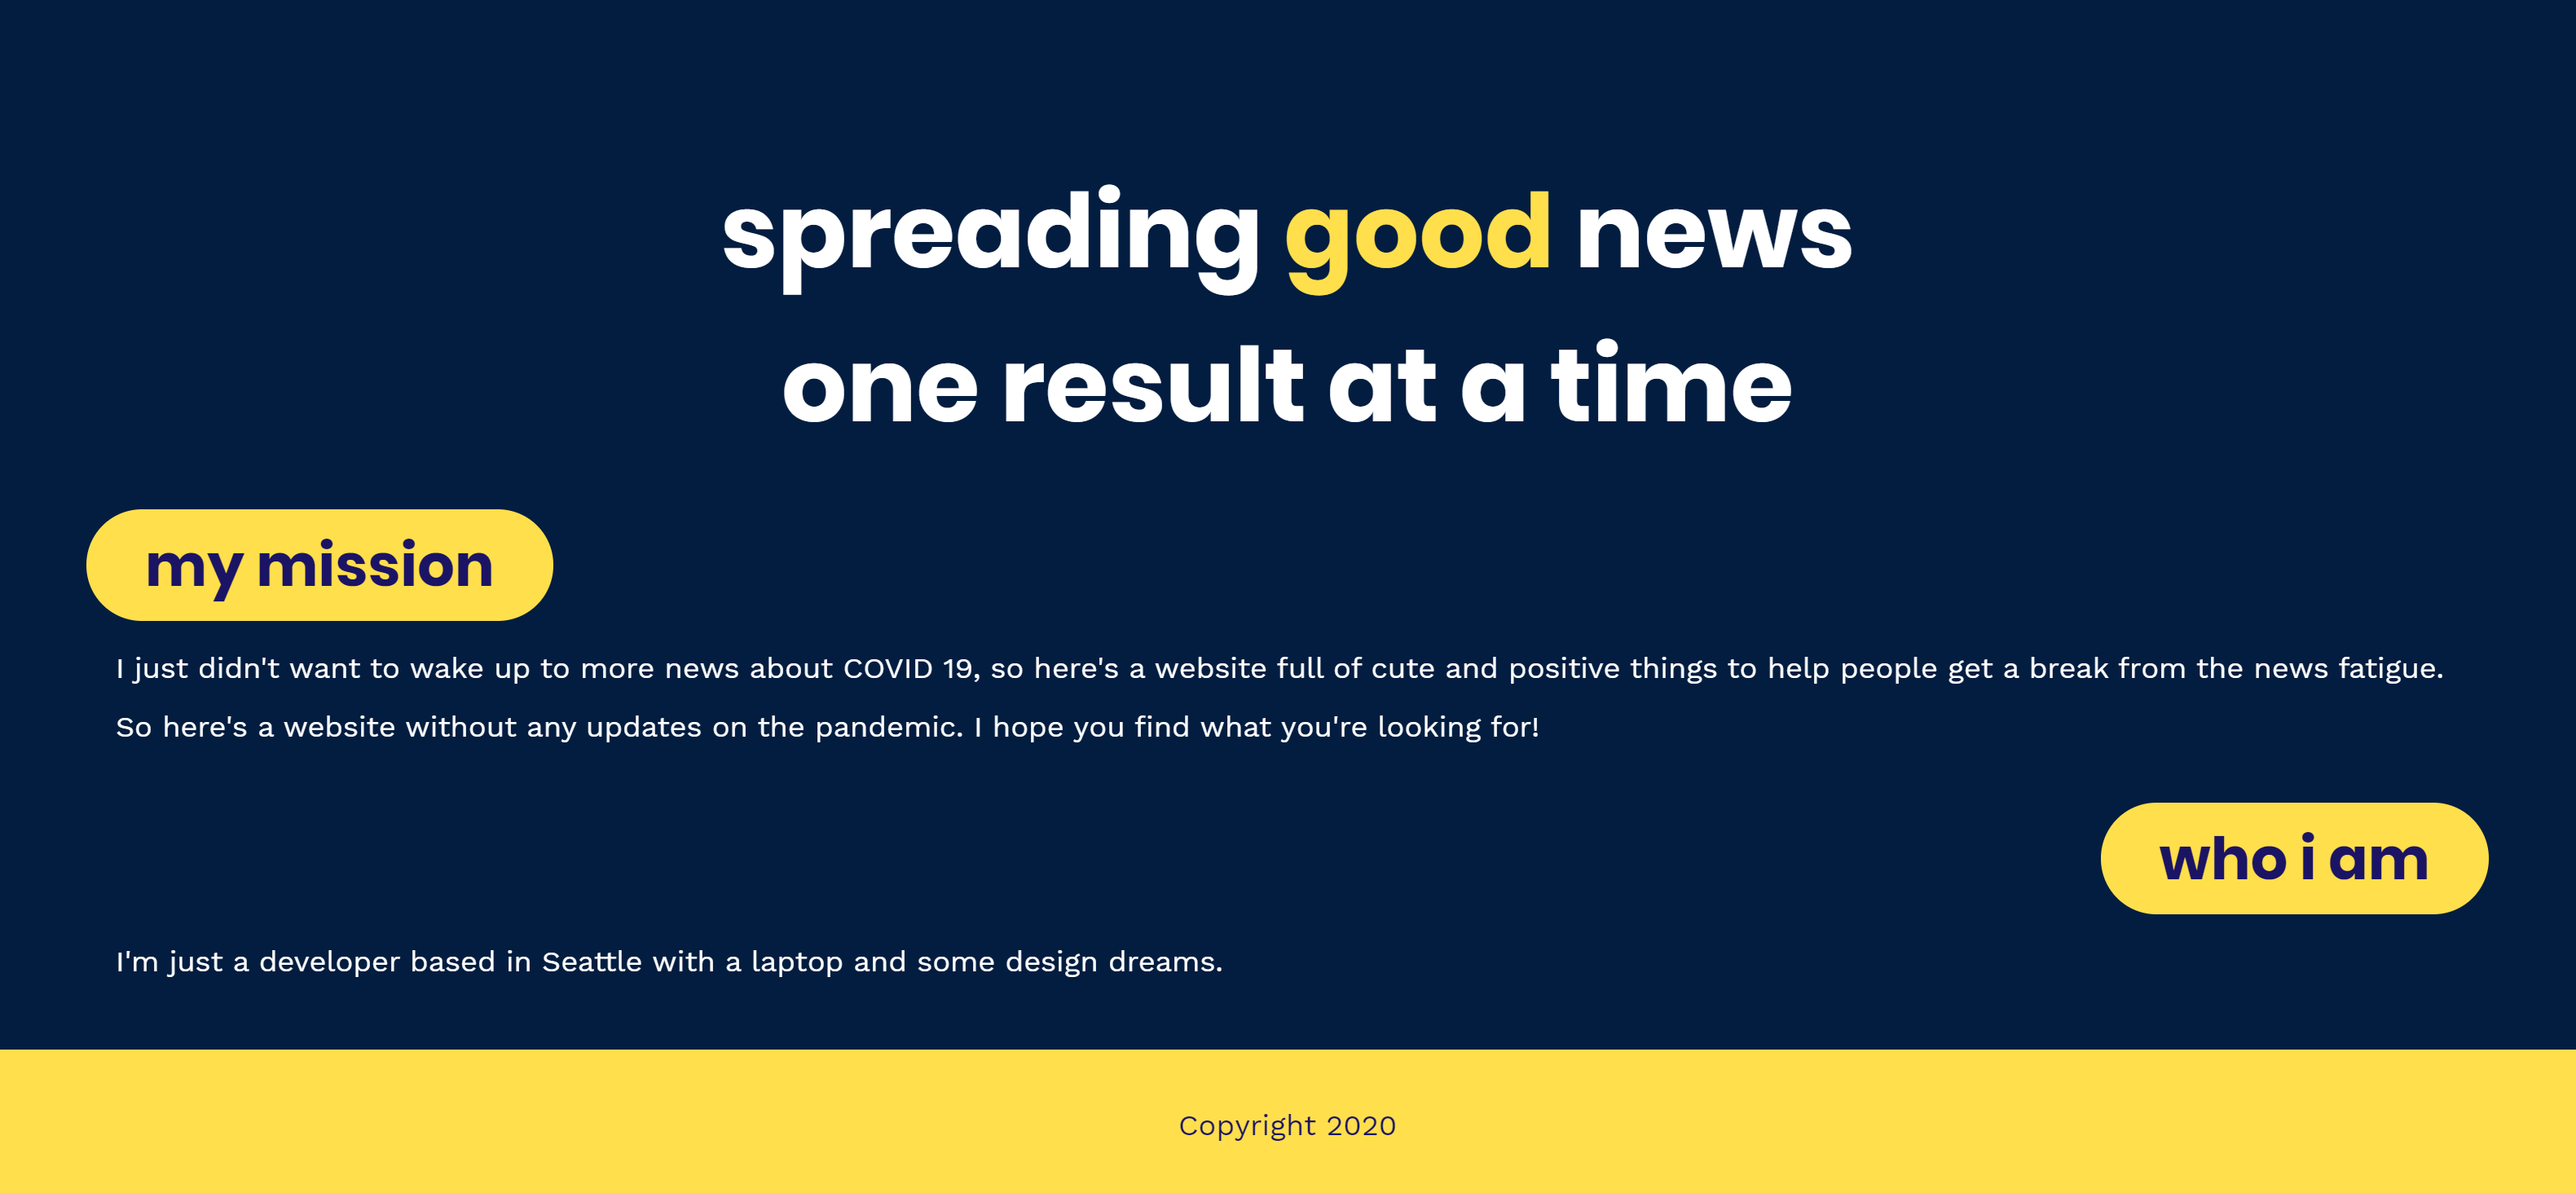 spreading good news
one result at a time
my mission
I just didn't want to wake up to more news about COVID 19, so here's a website full of cute and positive things to help people get a break from the news fatigue.
So here's a website without any updates on the pandemic. I hope you find what you're looking for!
who i am
I'm just a developer based in Seattle with a laptop and some design dreams.
Copyright 2020